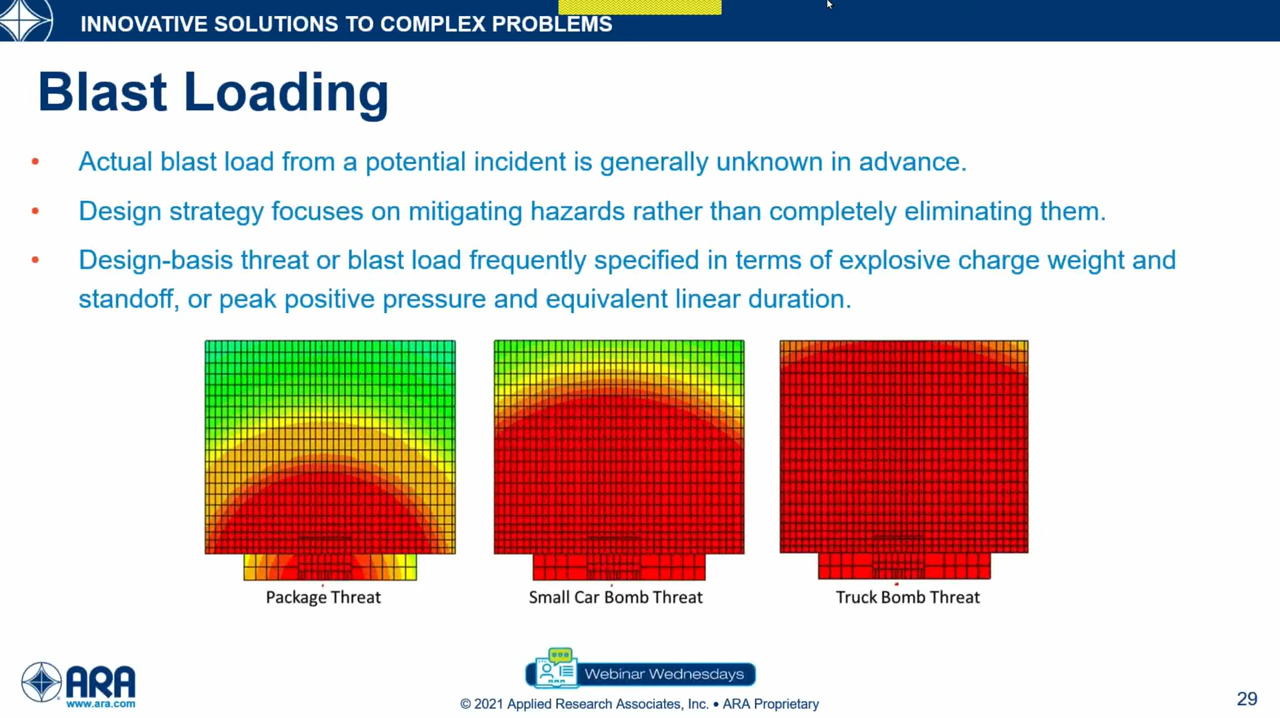 INNOVATIVE SOLUTIONS TO COMPLEX PROBLEMS
Blast Loading
• Actual blast load from a potential incident is generally unknown in advance.
• Design strategy focuses on mitigating hazards rather than completely eliminating them.
• Design-basis threat or blast load frequently specified in terms of explosive charge weight and
standoff, or peak positive pressure and equivalent linear duration.
Package Threat
Small Car Bomb Threat
Truck Bomb Threat
ARA
www.ara.com
Webinar Wednesdays
© 2021 Applied Research Associates, Inc. • ARA Proprietary
29